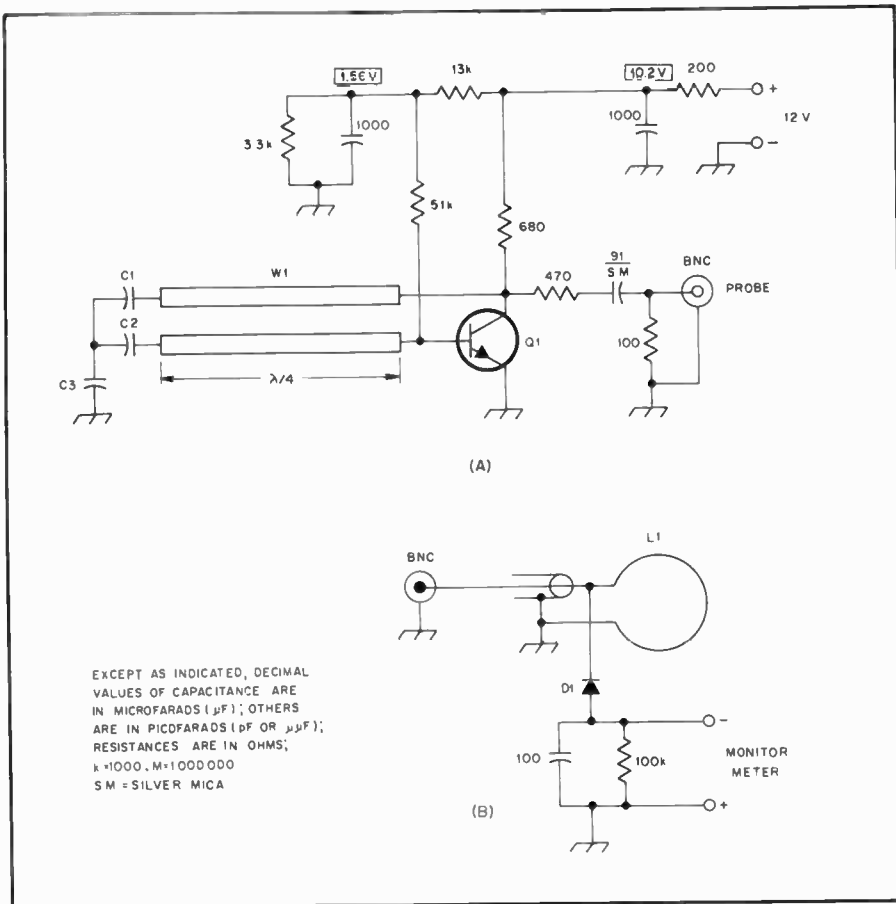 1.56V
13k
10.2V
200
+
12 V
−
3.3k
1000
1000
51k
680
C1
W1
470
91
SM
BNC
PROBE
C2
Q1
100
C3
λ/4
(A)
BNC
L1
D1
−
100
100k
MONITOR
METER
+
(B)
EXCEPT AS INDICATED, DECIMAL
VALUES OF CAPACITANCE ARE
IN MICROFARADS (µF); OTHERS
ARE IN PICOFARADS (pF OR µµF);
RESISTANCES ARE IN OHMS;
k=1000, M=1000000
SM = SILVER MICA